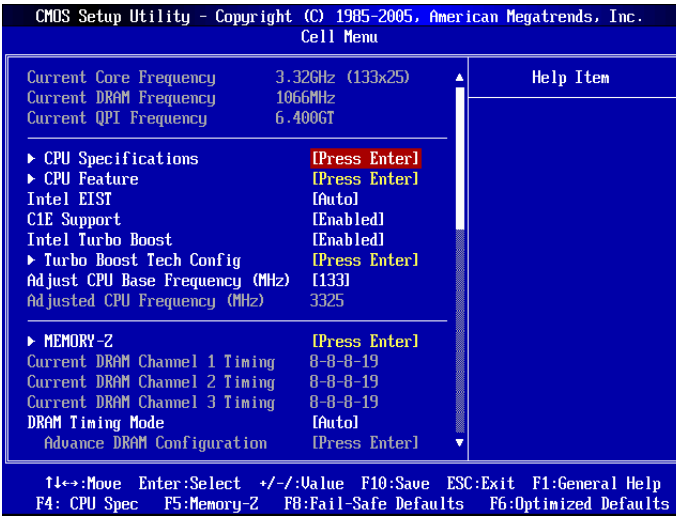 CMOS Setup Utility - Copyright (C) 1985-2005, American Megatrends, Inc.
Cell Menu
Current Core Frequency 3.32GHz (133x25)
Current DRAM Frequency 1066MHz
Current QPI Frequency 6.400GT
Help Item
▶ CPU Specifications [Press Enter]
▶ CPU Feature [Press Enter]
Intel EIST [Auto]
C1E Support [Enabled]
Intel Turbo Boost [Enabled]
▶ Turbo Boost Tech Config [Press Enter]
Adjust CPU Base Frequency (MHz) [133]
Adjusted CPU Frequency (MHz) 3325
▶ MEMORY-Z [Press Enter]
Current DRAM Channel 1 Timing 8-8-8-19
Current DRAM Channel 2 Timing 8-8-8-19
Current DRAM Channel 3 Timing 8-8-8-19
DRAM Timing Mode [Auto]
Advance DRAM Configuration [Press Enter]
↑↓←→:Move Enter:Select +/-/:Value F10:Save ESC:Exit F1:General Help
F4: CPU Spec F5:Memory-Z F8:Fail-Safe Defaults F6:Optimized Defaults